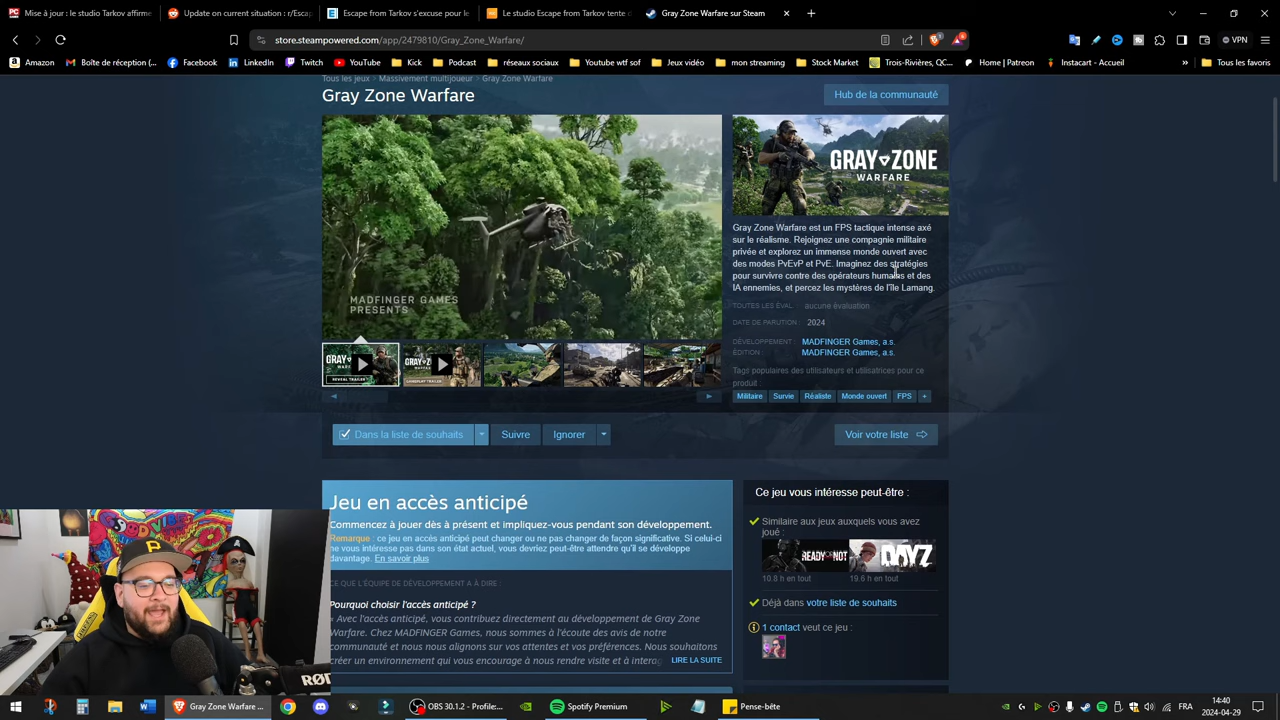 e 4 sur le monde : r/Tarkov affirme
Update on current situation : r/Escap
Escape from Tarkov s'excuse pour le
Le studio Escape from Tarkov tente d
Gray Zone Warfare sur Steam
store.steampowered.com/app/2479810/Gray_Zone_Warfare/
VPN
Amazon
Boîte de réception (...
Facebook
LinkedIn
Twitch
YouTube
Kick
Podcast
réseaux sociaux
Youtube wtf sof
Jeux vidéo
mon streaming
Stock Market
Trois-Rivières, QC...
Home | Patreon
Instacart - Accueil
Tous les favoris
Tous les jeux > Massivement multijoueur > Gray Zone Warfare
Gray Zone Warfare
Hub de la communauté
MADFINGER GAMES
PRESENTS
GRAY ZONE
WARFARE
Gray Zone Warfare est un FPS tactique intense axé
sur le réalisme. Rejoignez une compagnie militaire
privée et explorez un immense monde ouvert avec
des modes PvEvP et PvE. Imaginez des stratégies
pour survivre contre des opérateurs humains et des
IA ennemies, et percez les mystères de l'île Lamang.
TOUTES LES ÉVAL. : aucune évaluation
DATE DE PARUTION : 2024
DÉVELOPPEMENT : MADFINGER Games, a.s.
ÉDITION : MADFINGER Games, a.s.
Tags populaires des utilisateurs et utilisatrices pour ce
produit :
Militaire Survie Réaliste Monde ouvert FPS +
Dans la liste de souhaits
Suivre
Ignorer
Voir votre liste
Jeu en accès anticipé
Commencez à jouer dès à présent et impliquez-vous pendant son développement.
Remarque : ce jeu en accès anticipé peut changer ou ne pas changer de façon significative. Si celui-ci
ne vous intéresse pas dans son état actuel, vous devriez peut-être attendre qu'il se développe
davantage. En savoir plus
CE QUE L'ÉQUIPE DE DÉVELOPPEMENT A À DIRE :
Pourquoi choisir l'accès anticipé ?
« Avec l'accès anticipé, vous contribuez directement au développement de Gray Zone
Warfare. Chez MADFINGER Games, nous sommes à l'écoute des avis de notre
communauté et nous nous alignons sur vos attentes et vos préférences. Nous souhaitons
créer un environnement qui vous encourage à nous rendre visite et à interag
LIRE LA SUITE
Ce jeu vous intéresse peut-être :
Similaire aux jeux auxquels vous avez
joué :
READY OR NOT
DAYZ
10.8 h en tout
19.6 h en tout
Déjà dans votre liste de souhaits
1 contact veut ce jeu :
GOOD VIBES
P
A
RØD
Gray Zone Warfare ...
OBS 30.1.2 - Profile:...
Spotify Premium
Pense-bête
FRA
14:40
2024-04-29